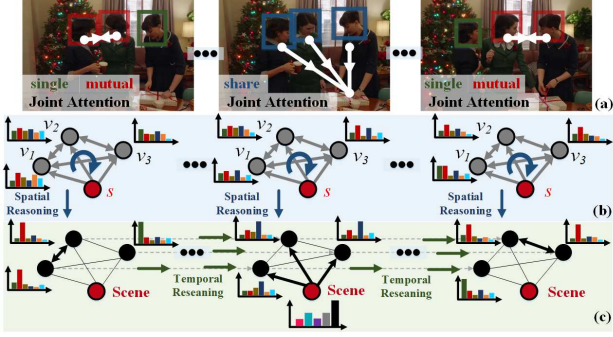 single mutual
Joint Attention
share
Joint Attention
single mutual
Joint Attention
(a)
v2
v1
v3
s
v2
v1
v3
s
v2
v1
v3
s
Spatial
Reasoning
Spatial
Reasoning
Spatial
Reasoning
(b)
Scene
Temporal
Reseaning
Scene
Temporal
Reseaning
Scene
(c)